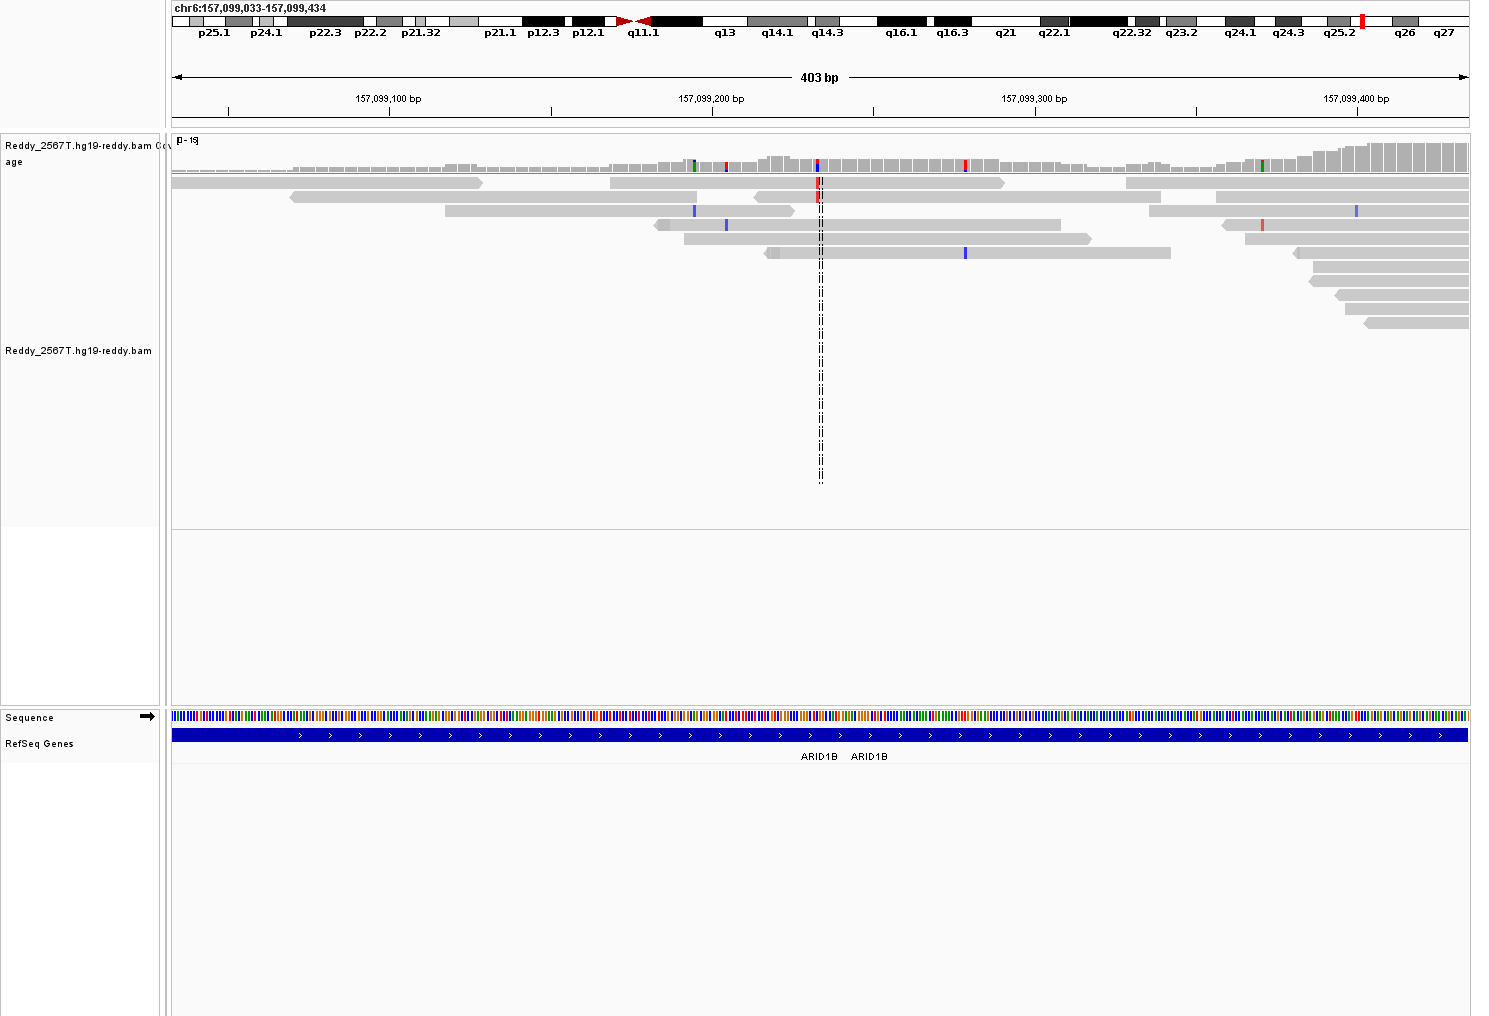 chr6:157,099,033-157,099,434
p25.1 p24.1 p22.3 p22.2 p21.32 p21.1 p12.3 p12.1 q11.1 q13 q14.1 q14.3 q16.1 q16.3 q21 q22.1 q22.32 q23.2 q24.1 q24.3 q25.2 q26 q27
403 bp
157,099,100 bp 157,099,200 bp 157,099,300 bp 157,099,400 bp
[0 - 19]
Reddy_2567T.hg19-reddy.bam Cov
age
Reddy_2567T.hg19-reddy.bam
Sequence
RefSeq Genes
ARID1B ARID1B